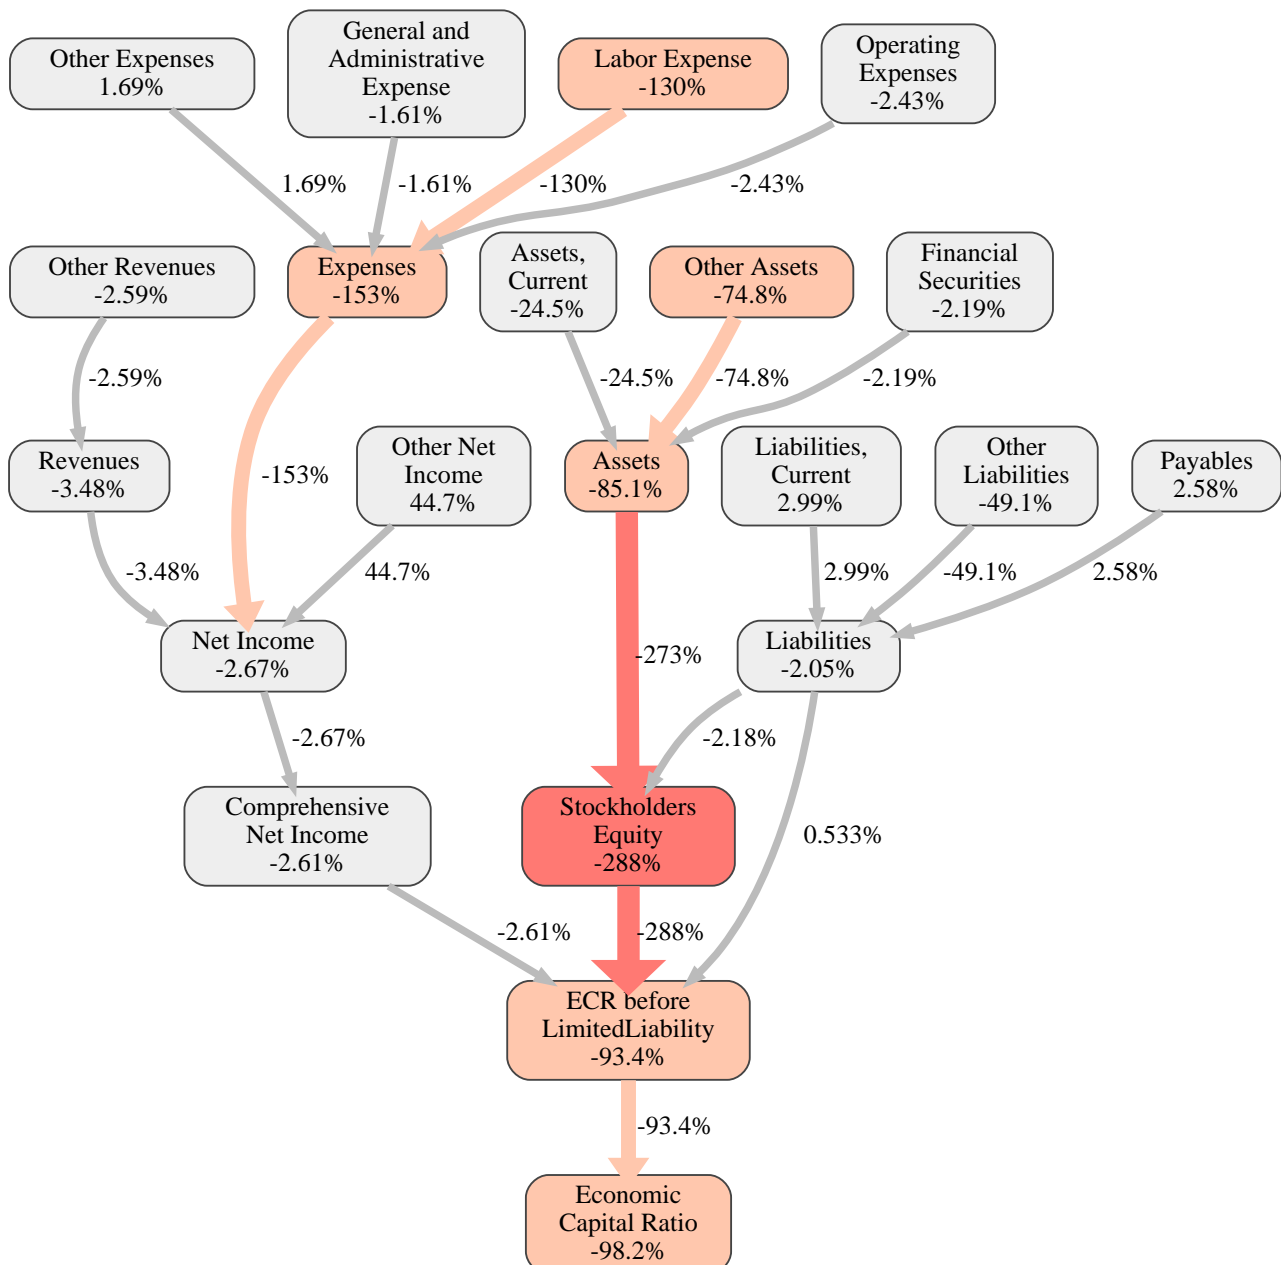 Other Expenses
1.69%
General and
Administrative
Expense
-1.61%
Labor Expense
-130%
Operating
Expenses
-2.43%
1.69%
-1.61%
-130%
-2.43%
Other Revenues
-2.59%
Expenses
-153%
Assets,
Current
-24.5%
Other Assets
-74.8%
Financial
Securities
-2.19%
-2.59%
-24.5%
-74.8%
-2.19%
Revenues
-3.48%
-153%
Other Net
Income
44.7%
Assets
-85.1%
Liabilities,
Current
2.99%
Other
Liabilities
-49.1%
Payables
2.58%
-3.48%
44.7%
2.99%
-49.1%
2.58%
Net Income
-2.67%
-273%
Liabilities
-2.05%
-2.67%
-2.18%
Comprehensive
Net Income
-2.61%
Stockholders
Equity
-288%
0.533%
-2.61%
-288%
ECR before
LimitedLiability
-93.4%
-93.4%
Economic
Capital Ratio
-98.2%